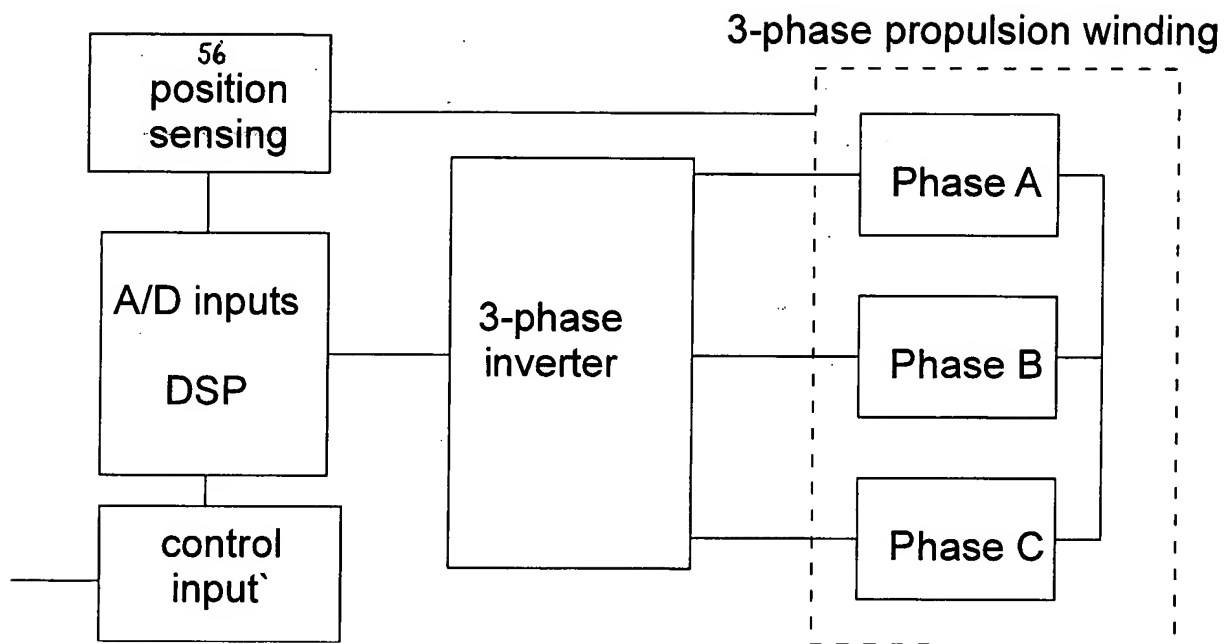 3-phase propulsion winding
56
position
sensing
Phase A
A/D inputs
DSP
3-phase
inverter
Phase B
control
input`
Phase C